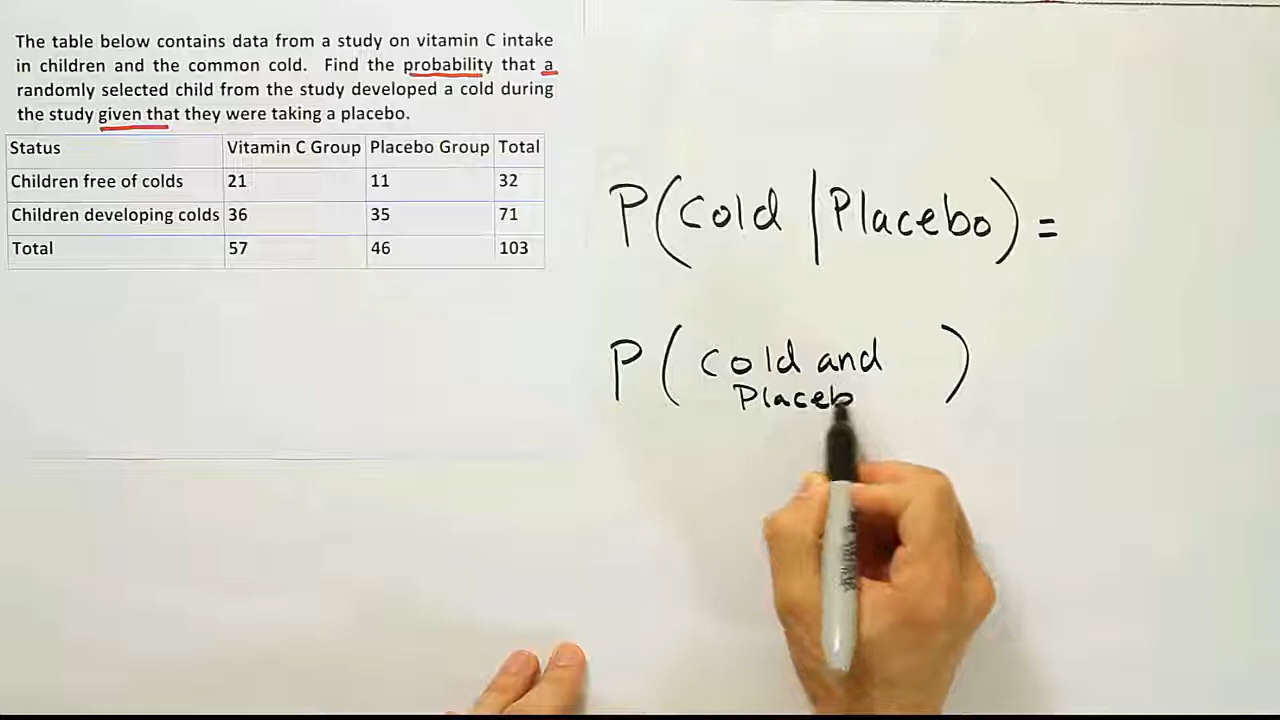 The table below contains data from a study on vitamin C intake
in children and the common cold. Find the probability that a
randomly selected child from the study developed a cold during
the study given that they were taking a placebo.
Status Vitamin C Group Placebo Group Total
Children free of colds 21 11 32
Children developing colds 36 35 71
Total 57 46 103
P(Cold | Placebo) =
P( Cold and )
Placeb